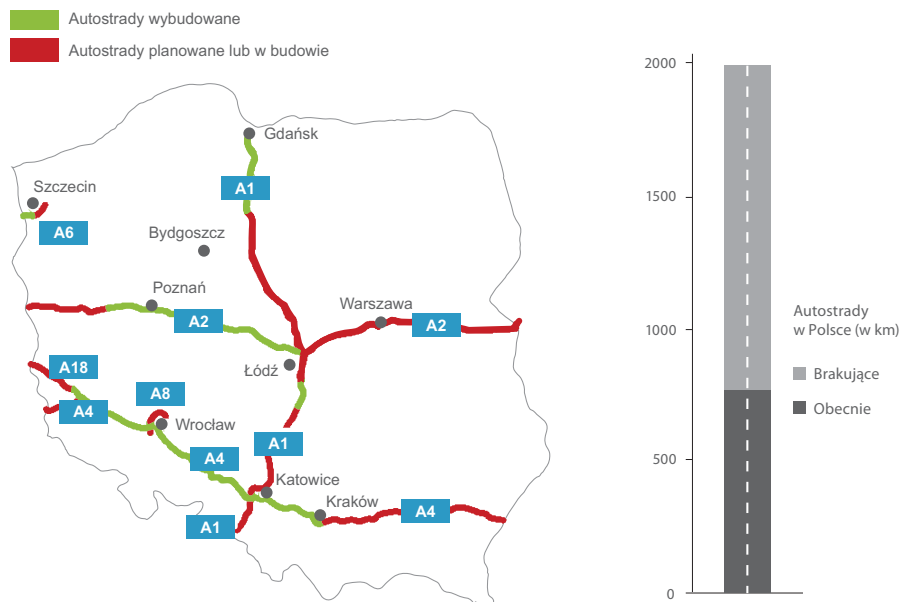 Autostrady wybudowane
Autostrady planowane lub w budowie
Gdańsk
A1
Szczecin
A6
Bydgoszcz
Poznań
A2
Warszawa
A2
Łódź
A18
A4
A8
Wrocław
A4
A1
Katowice
Kraków
A4
A1
2000
1500
1000
500
0
Autostrady
w Polsce (w km)
Brakujące
Obecnie